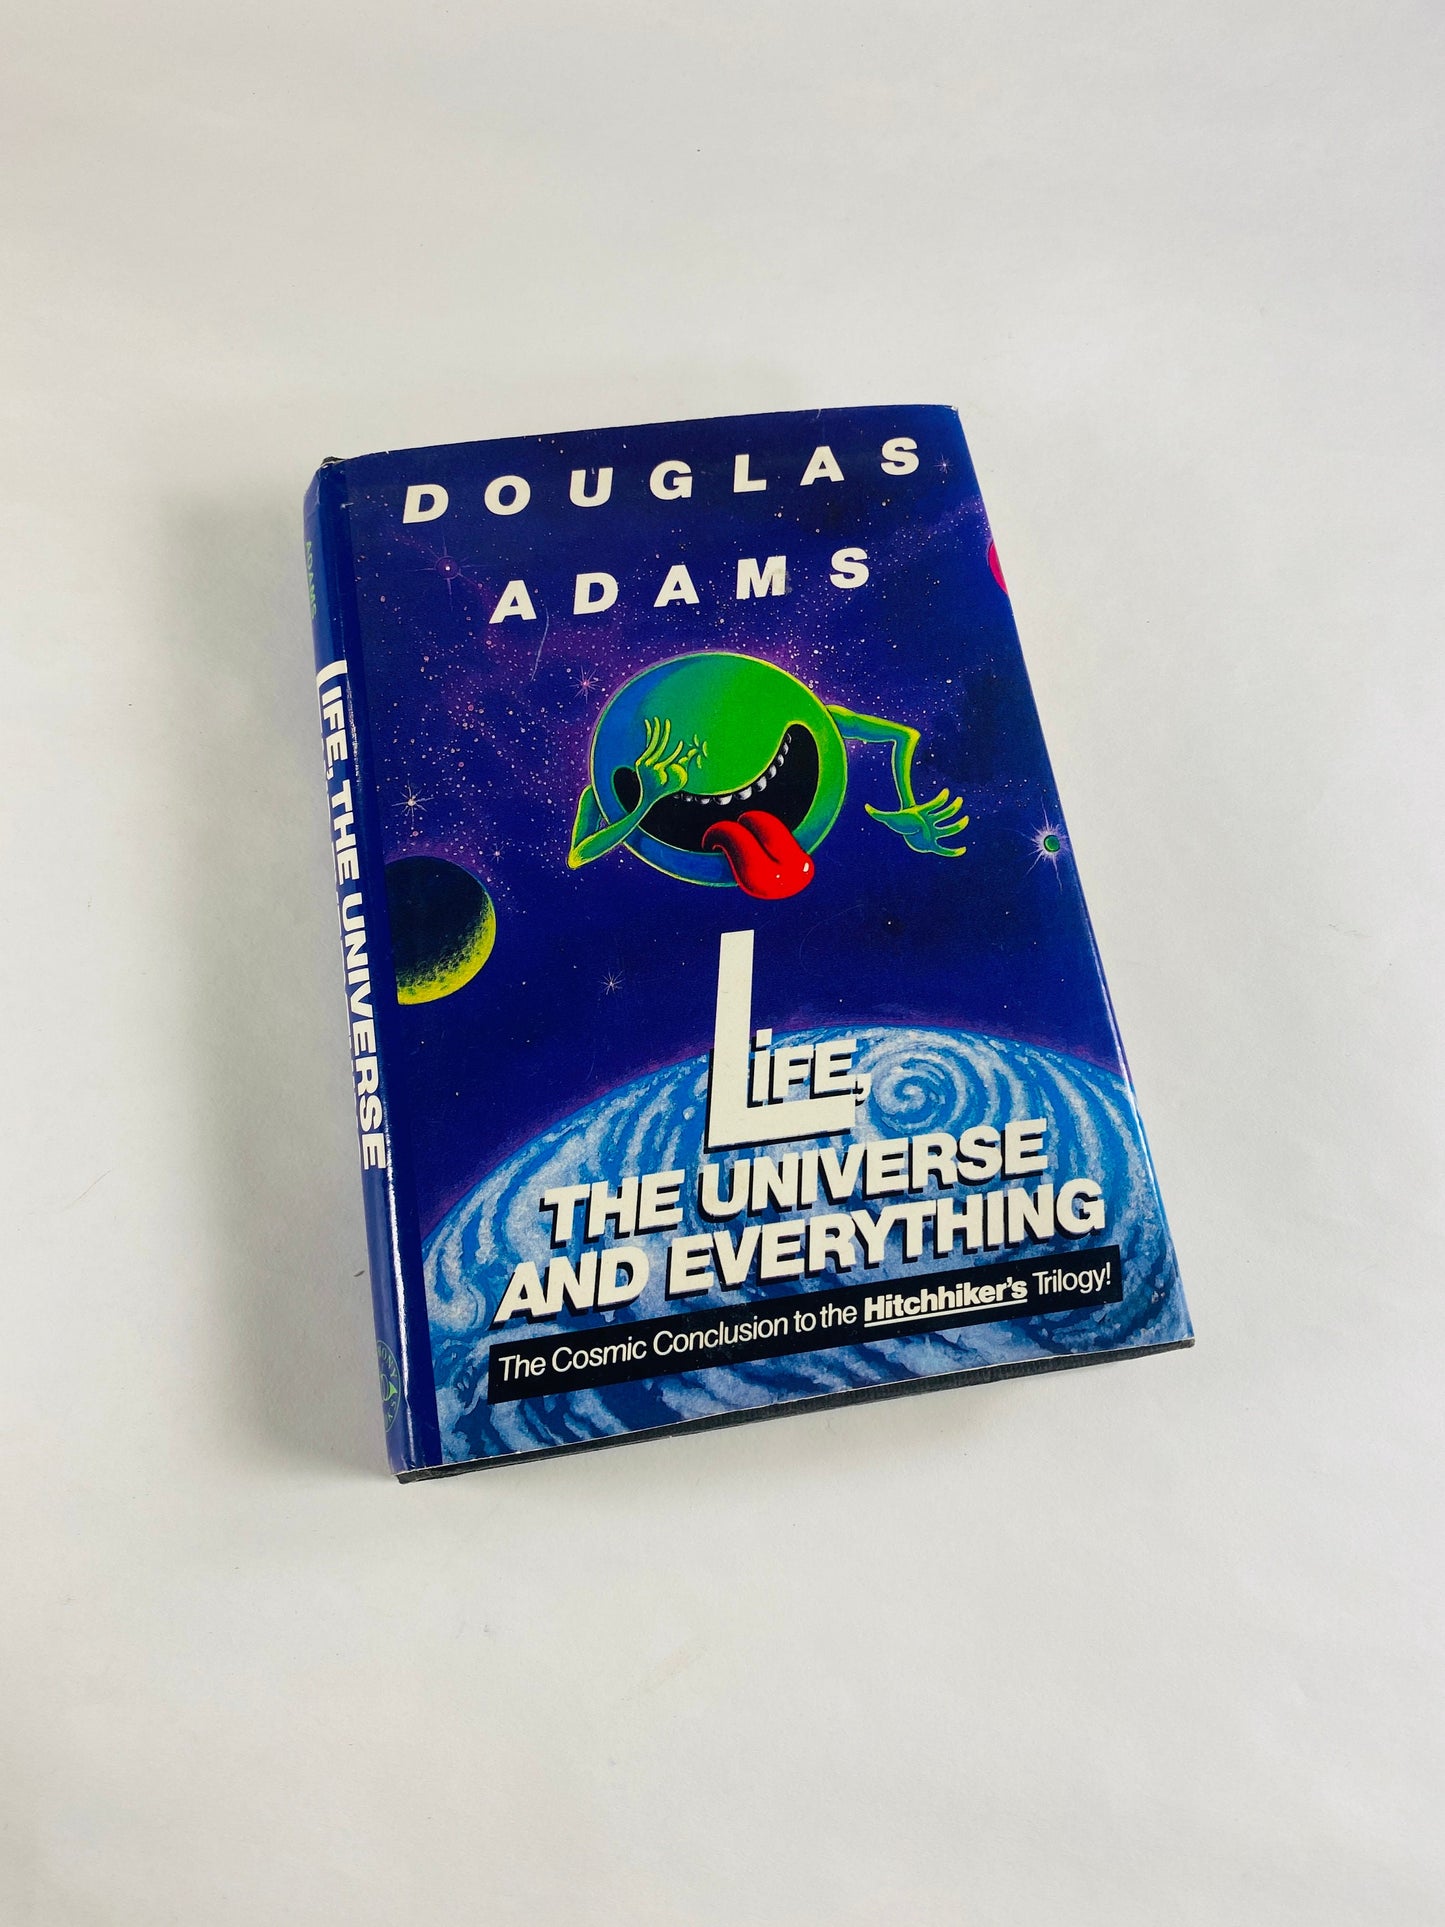 DOUGLAS
ADAMS
LiFE,
THE UNIVERSE
AND EVERYTHING
The Cosmic Conclusion to the Hitchhiker's Trilogy!
ADAMS
LIFE, THE UNIVERSE